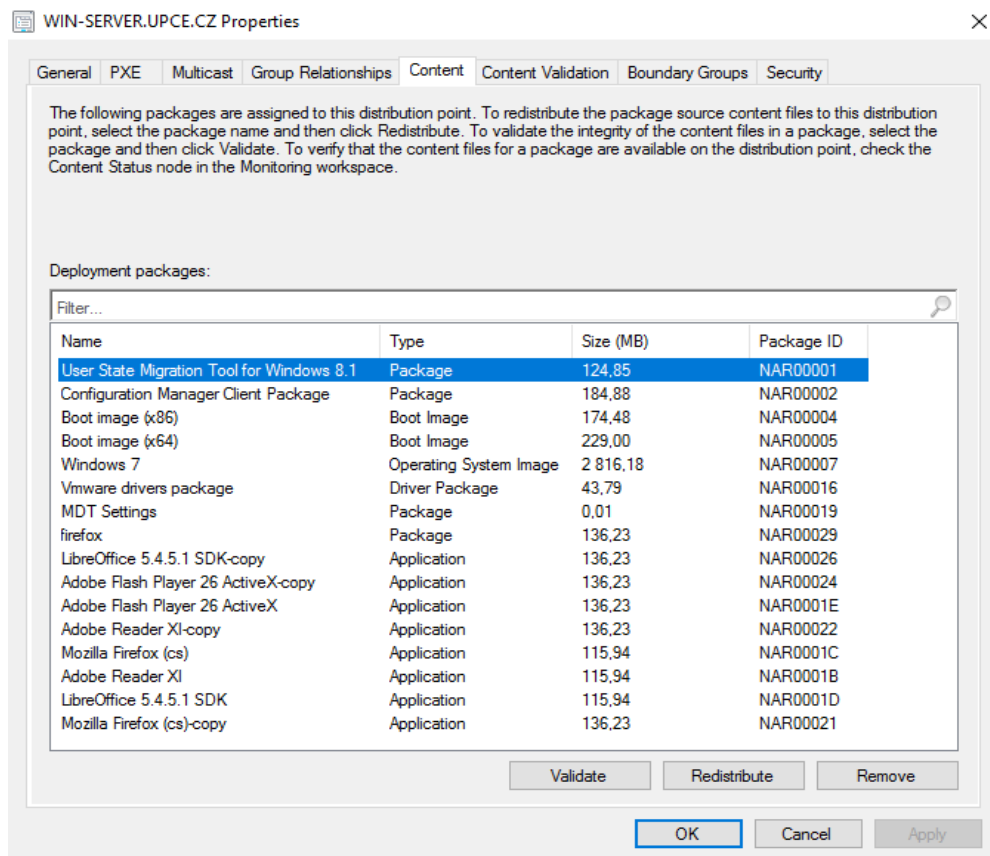 WIN-SERVER.UPCE.CZ Properties
General PXE Multicast Group Relationships Content Content Validation Boundary Groups Security
The following packages are assigned to this distribution point. To redistribute the package source content files to this distribution
point, select the package name and then click Redistribute. To validate the integrity of the content files in a package, select the
package and then click Validate. To verify that the content files for a package are available on the distribution point, check the
Content Status node in the Monitoring workspace.
Deployment packages:
Filter...
Name Type Size (MB) Package ID
User State Migration Tool for Windows 8.1 Package 124,85 NAR00001
Configuration Manager Client Package Package 184,88 NAR00002
Boot image (x86) Boot Image 174,48 NAR00004
Boot image (x64) Boot Image 229,00 NAR00005
Windows 7 Operating System Image 2 816,18 NAR00007
Vmware drivers package Driver Package 43,79 NAR00016
MDT Settings Package 0,01 NAR00019
firefox Package 136,23 NAR00029
LibreOffice 5.4.5.1 SDK-copy Application 136,23 NAR00026
Adobe Flash Player 26 ActiveX-copy Application 136,23 NAR00024
Adobe Flash Player 26 ActiveX Application 136,23 NAR0001E
Adobe Reader XI-copy Application 136,23 NAR00022
Mozilla Firefox (cs) Application 115,94 NAR0001C
Adobe Reader XI Application 115,94 NAR0001B
LibreOffice 5.4.5.1 SDK Application 115,94 NAR0001D
Mozilla Firefox (cs)-copy Application 136,23 NAR00021
Validate Redistribute Remove
OK Cancel Apply